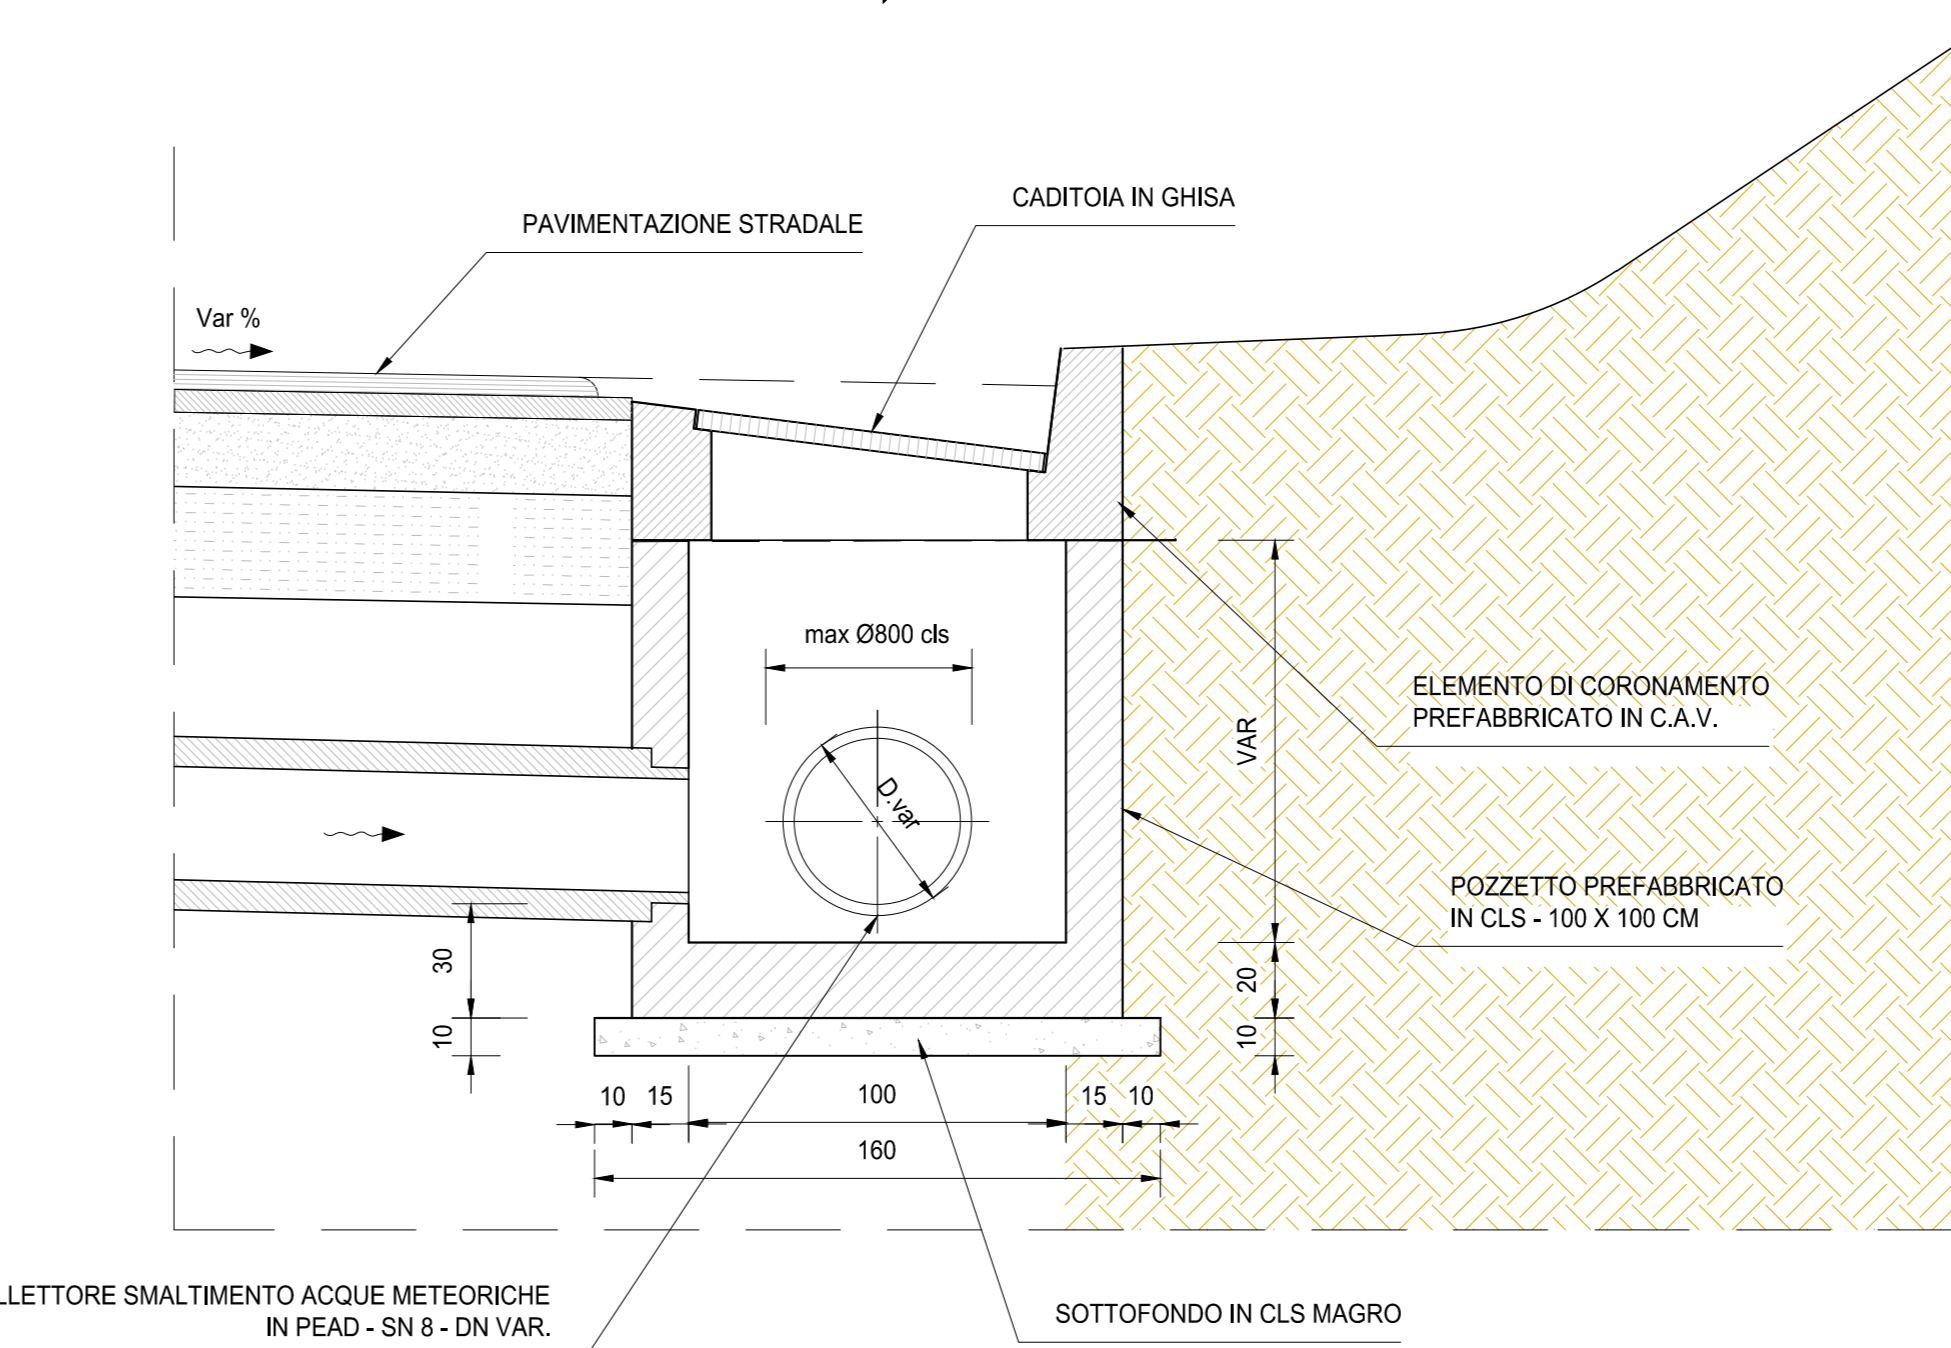 CADITOIA IN GHISA
PAVIMENTAZIONE STRADALE
Var %
max Ø800 cls
D.var
VAR
ELEMENTO DI CORONAMENTO
PREFABBRICATO IN C.A.V.
POZZETTO PREFABBRICATO
IN CLS - 100 X 100 CM
30
10
20
10
10 15 100 15 10
160
LLETTORE SMALTIMENTO ACQUE METEORICHE
IN PEAD - SN 8 - DN VAR.
SOTTOFONDO IN CLS MAGRO